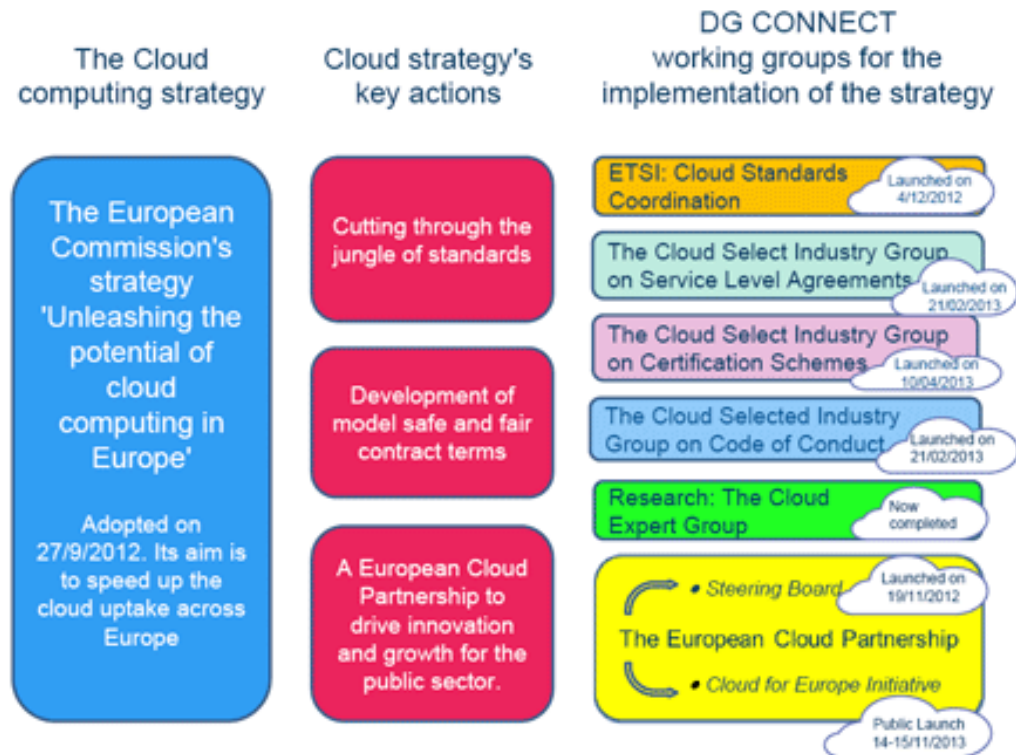 The Cloud
computing strategy
The European
Commission's
strategy
'Unleashing the
potential of
cloud
computing in
Europe'
Adopted on
27/9/2012. Its aim is
to speed up the
cloud uptake across
Europe
Cloud strategy's
key actions
Cutting through the
jungle of standards
Development of
model safe and fair
contract terms
A European Cloud
Partnership to
drive innovation
and growth for the
public sector.
DG CONNECT
working groups for the
implementation of the strategy
ETSI: Cloud Standards
Coordination
Launched on
4/12/2012
The Cloud Select Industry Group
on Service Level Agreements
Launched on
21/02/2013
The Cloud Select Industry Group
on Certification Schemes
Launched on
10/04/2013
The Cloud Selected Industry
Group on Code of Conduct
Launched on
21/02/2013
Research: The Cloud
Expert Group
Now
completed
• Steering Board
Launched on
19/11/2012
The European Cloud Partnership
• Cloud for Europe Initiative
Public Launch
14-15/11/2013